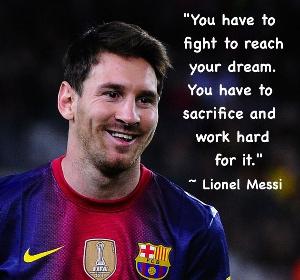 "You have to
fight to reach
your dream.
You have to
sacrifice and
work hard
for it."
~ Lionel Messi